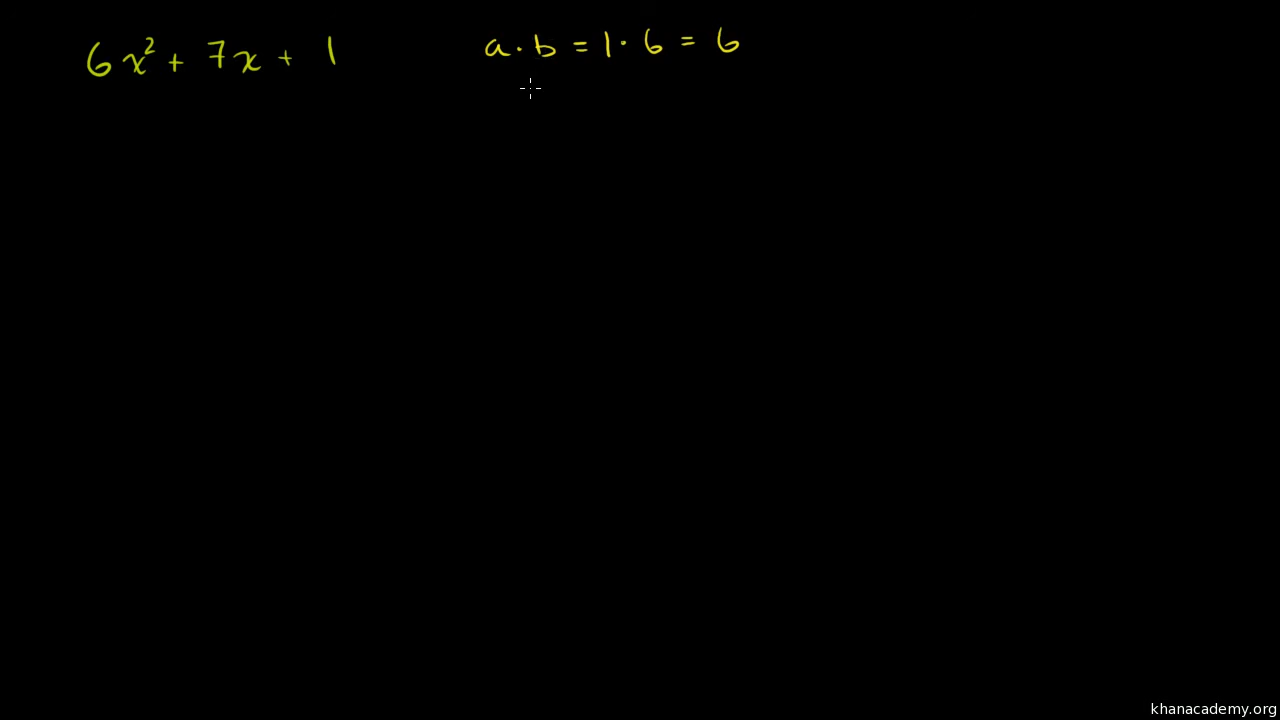 6x² + 7x + 1
a · b = 1 · 6 = 6
khanacademy.org